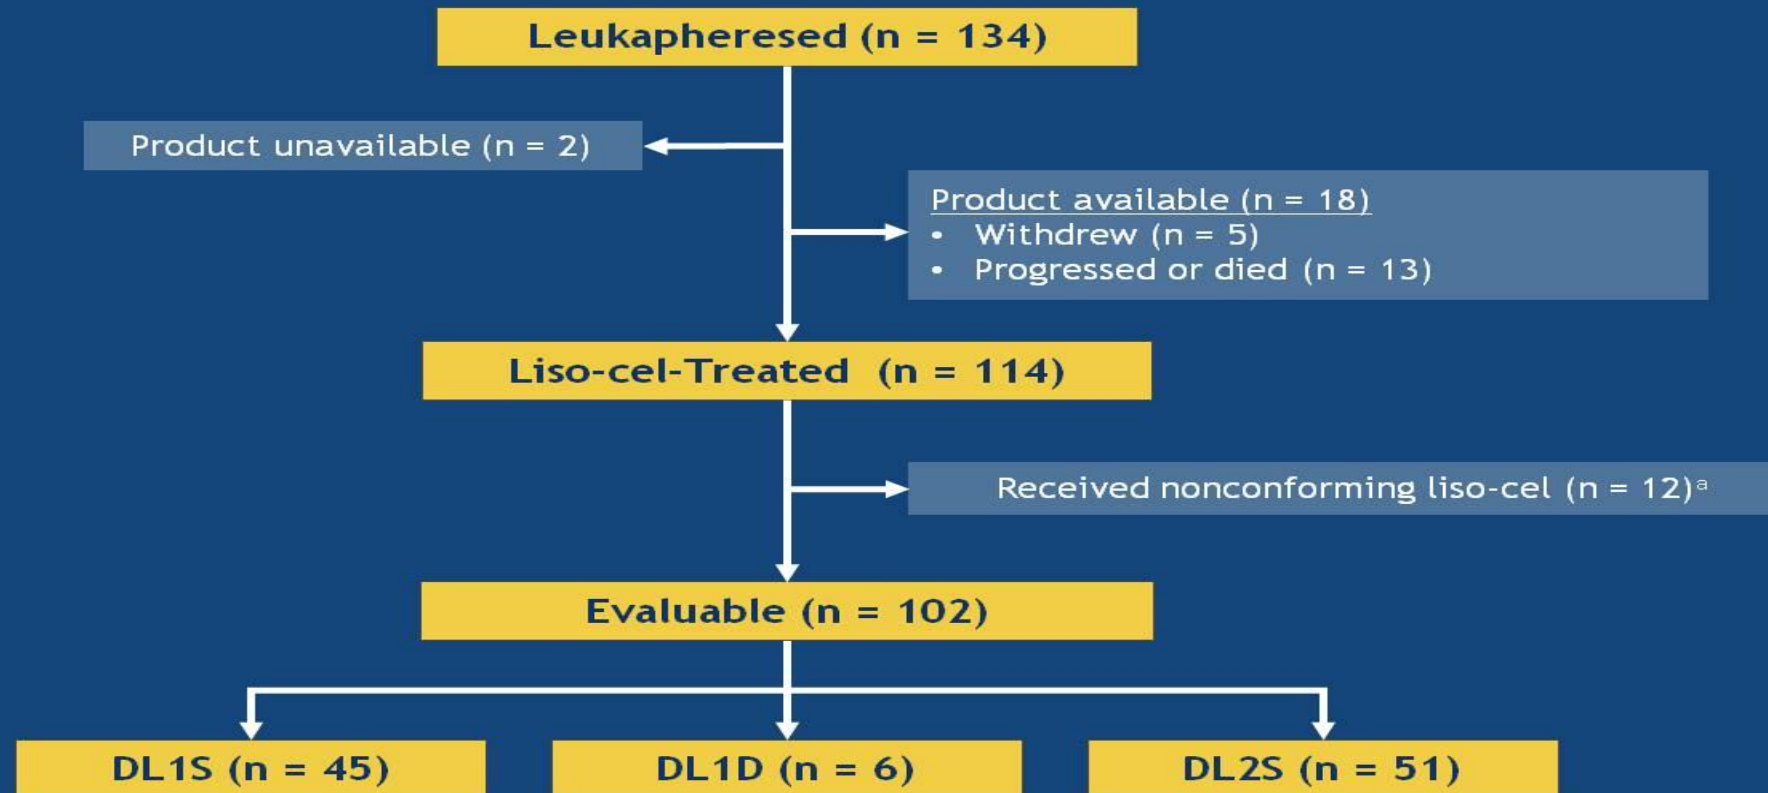 Leukapheresed (n = 134)
Product unavailable (n = 2)
Product available (n = 18)
• Withdrew (n = 5)
• Progressed or died (n = 13)
Liso-cel-Treated (n = 114)
Received nonconforming liso-cel (n = 12)ᵃ
Evaluable (n = 102)
DL1S (n = 45)
DL1D (n = 6)
DL2S (n = 51)